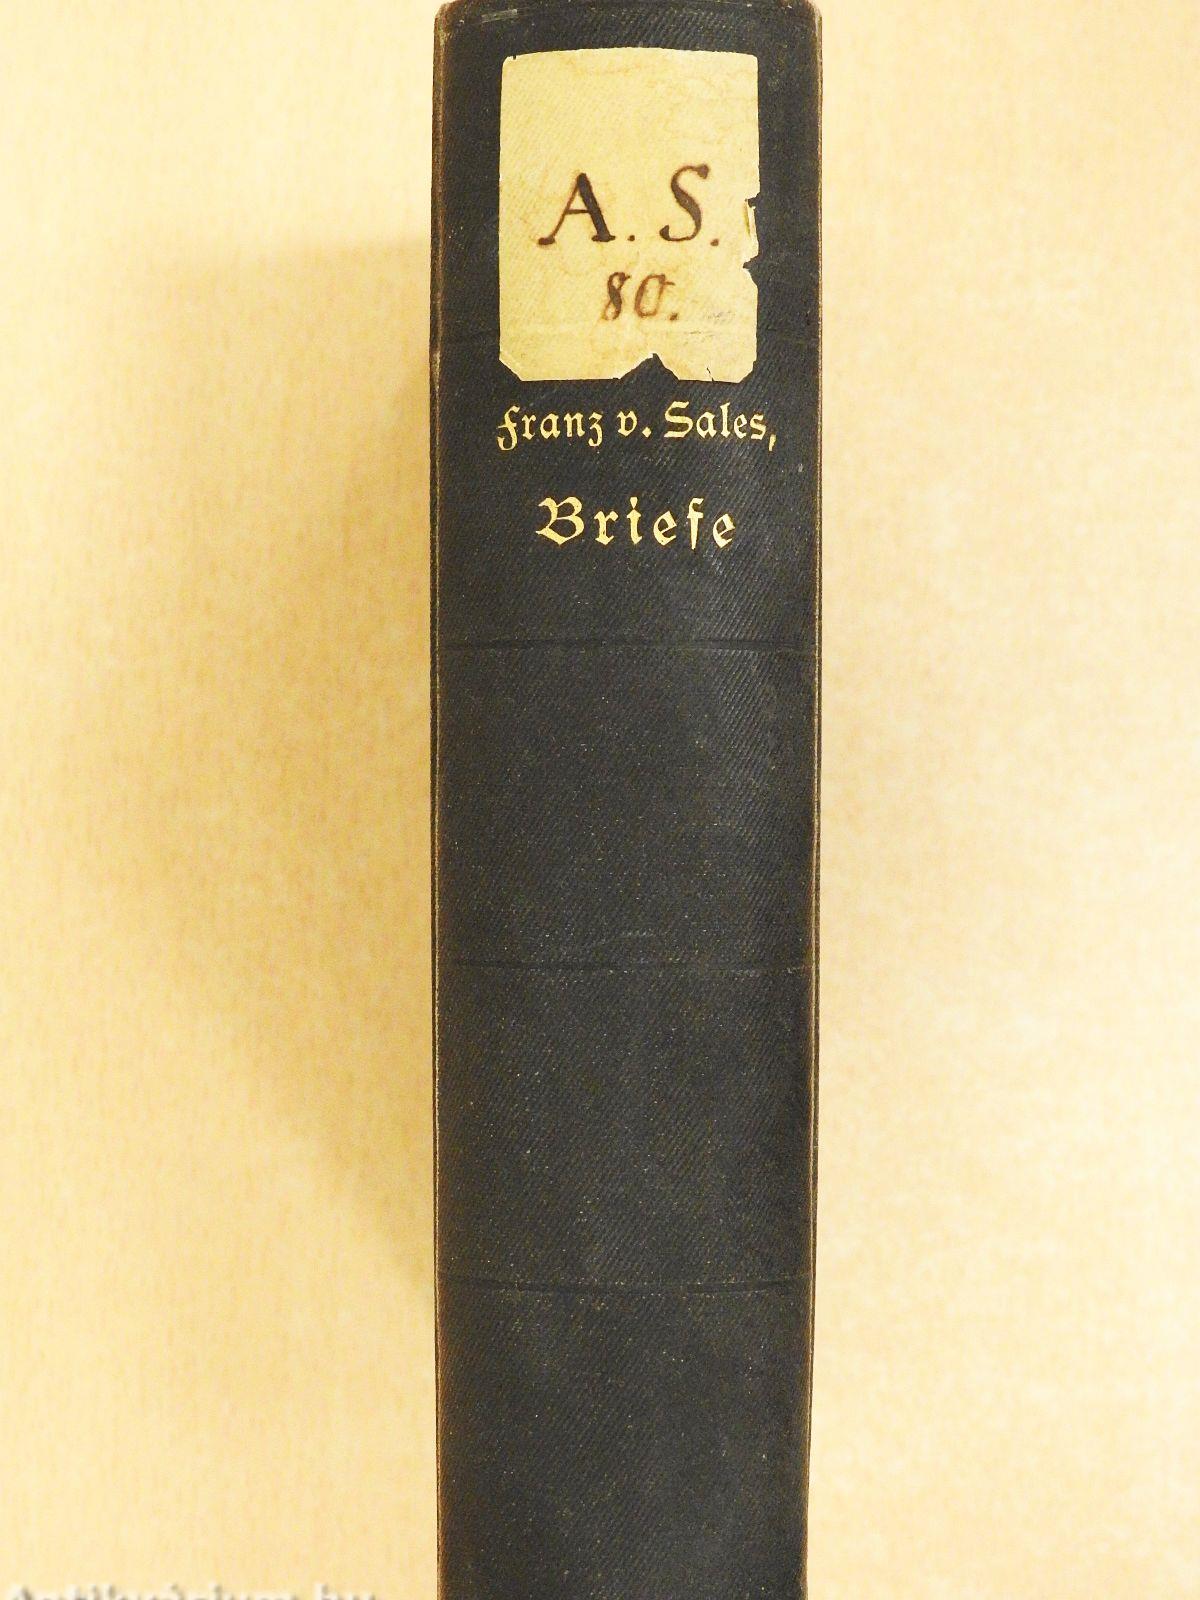 A. S.
80.
Franz v. Sales,
Briefe